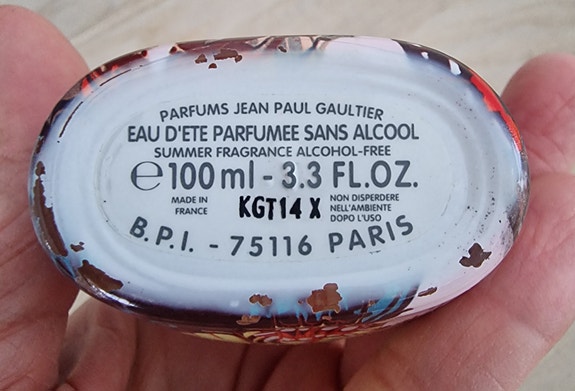 PARFUMS JEAN PAUL GAULTIER
EAU D'ETE PARFUMEE SANS ALCOOL
SUMMER FRAGRANCE ALCOHOL-FREE
℮ 100 ml - 3.3 FL.OZ.
MADE IN
FRANCE
KGT14 X
NON DISPERDERE
NELL'AMBIENTE
DOPO L'USO
B.P.I. - 75116 PARIS